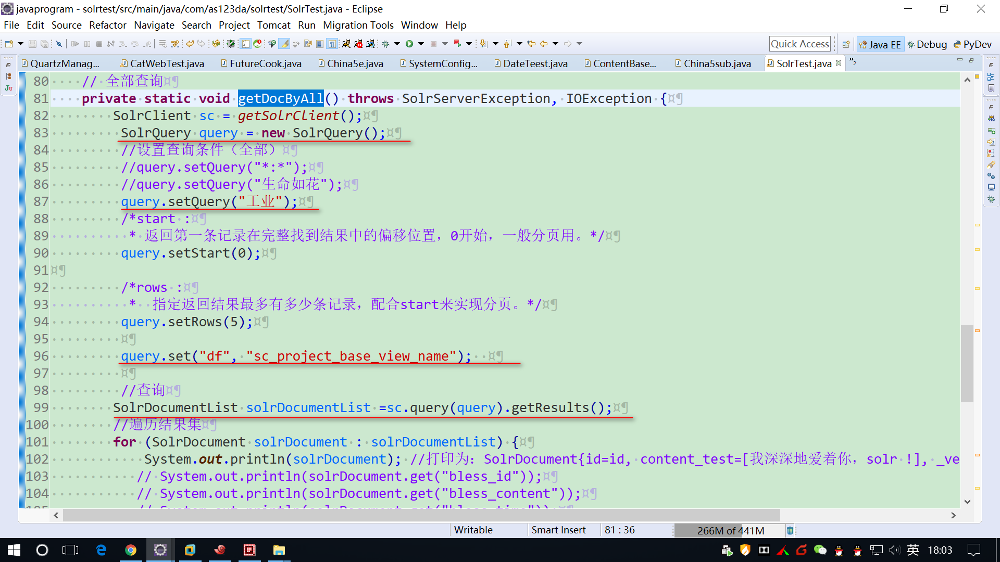 javaprogram - solrtest/src/main/java/com/as123da/solrtest/SolrTest.java - Eclipse
File Edit Source Refactor Navigate Search Project Tomcat Run Migration Tools Window Help
Quick Access Java EE Debug PyDev
QuartzManag... CatWebTest.java FutureCook.java China5e.java SystemConfig... DateTeest.java ContentBase... China5sub.java SolrTest.java
80 // 全部查询
81 private static void getDocByAll() throws SolrServerException, IOException {
82 SolrClient sc = getSolrClient();
83 SolrQuery query = new SolrQuery();
84 //设置查询条件（全部）
85 //query.setQuery("*:*");
86 //query.setQuery("生命如花");
87 query.setQuery("工业");
88 /*start :
89 * 返回第一条记录在完整找到结果中的偏移位置，0开始，一般分页用。*/
90 query.setStart(0);
91
92 /*rows :
93 * 指定返回结果最多有多少条记录，配合start来实现分页。*/
94 query.setRows(5);
95
96 query.set("df", "sc_project_base_view_name");
97
98 //查询
99 SolrDocumentList solrDocumentList =sc.query(query).getResults();
100 //遍历结果集
101 for (SolrDocument solrDocument : solrDocumentList) {
102 System.out.println(solrDocument); //打印为：SolrDocument{id=id, content_test=[我深深地爱着你，solr !], _ve
103 // System.out.println(solrDocument.get("bless_id"));
104 // System.out.println(solrDocument.get("bless_content"));
105 // System.out.println(solrDocument.get("bless_time"));
Writable Smart Insert 81 : 36 266M of 441M
英 18:03